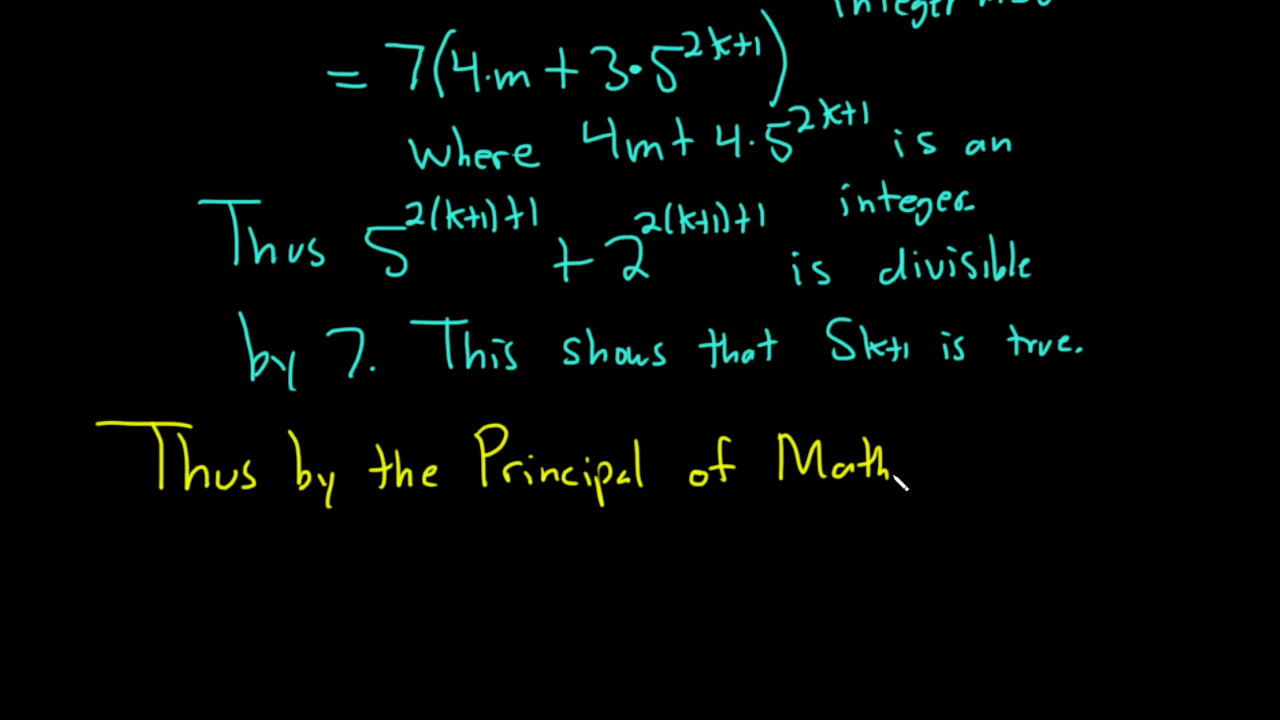 integer
= 7(4·m + 3·5^{2k+1})
where 4m + 4·5^{2k+1} is an
integer.
Thus 5^{2(k+1)+1} + 2^{2(k+1)+1} is divisible
by 7. This shows that S_{k+1} is true.
Thus by the Principal of Math